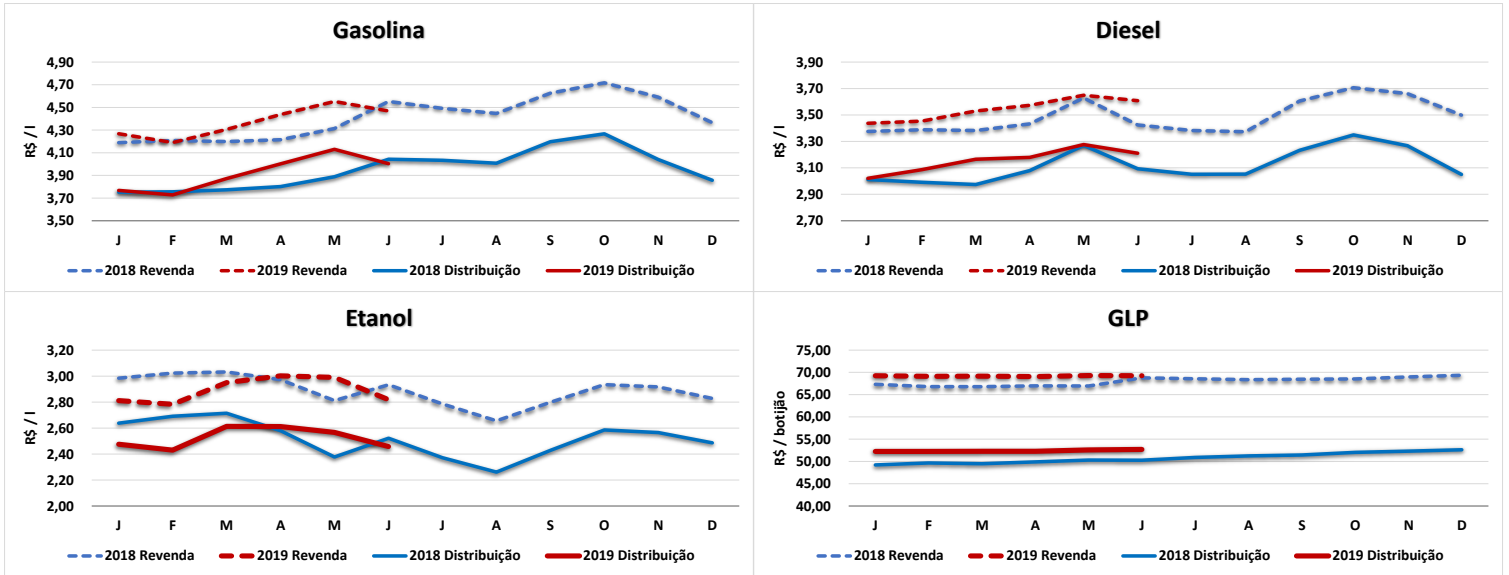 Gasolina
R$ / l
4,90
4,70
4,50
4,30
4,10
3,90
3,70
3,50
J F M A M J J A S O N D
2018 Revenda 2019 Revenda 2018 Distribuição 2019 Distribuição
Diesel
R$ / l
3,90
3,70
3,50
3,30
3,10
2,90
2,70
J F M A M J J A S O N D
2018 Revenda 2019 Revenda 2018 Distribuição 2019 Distribuição
Etanol
R$ / l
3,20
3,00
2,80
2,60
2,40
2,20
2,00
J F M A M J J A S O N D
2018 Revenda 2019 Revenda 2018 Distribuição 2019 Distribuição
GLP
R$ / botijão
75,00
70,00
65,00
60,00
55,00
50,00
45,00
40,00
J F M A M J J A S O N D
2018 Revenda 2019 Revenda 2018 Distribuição 2019 Distribuição